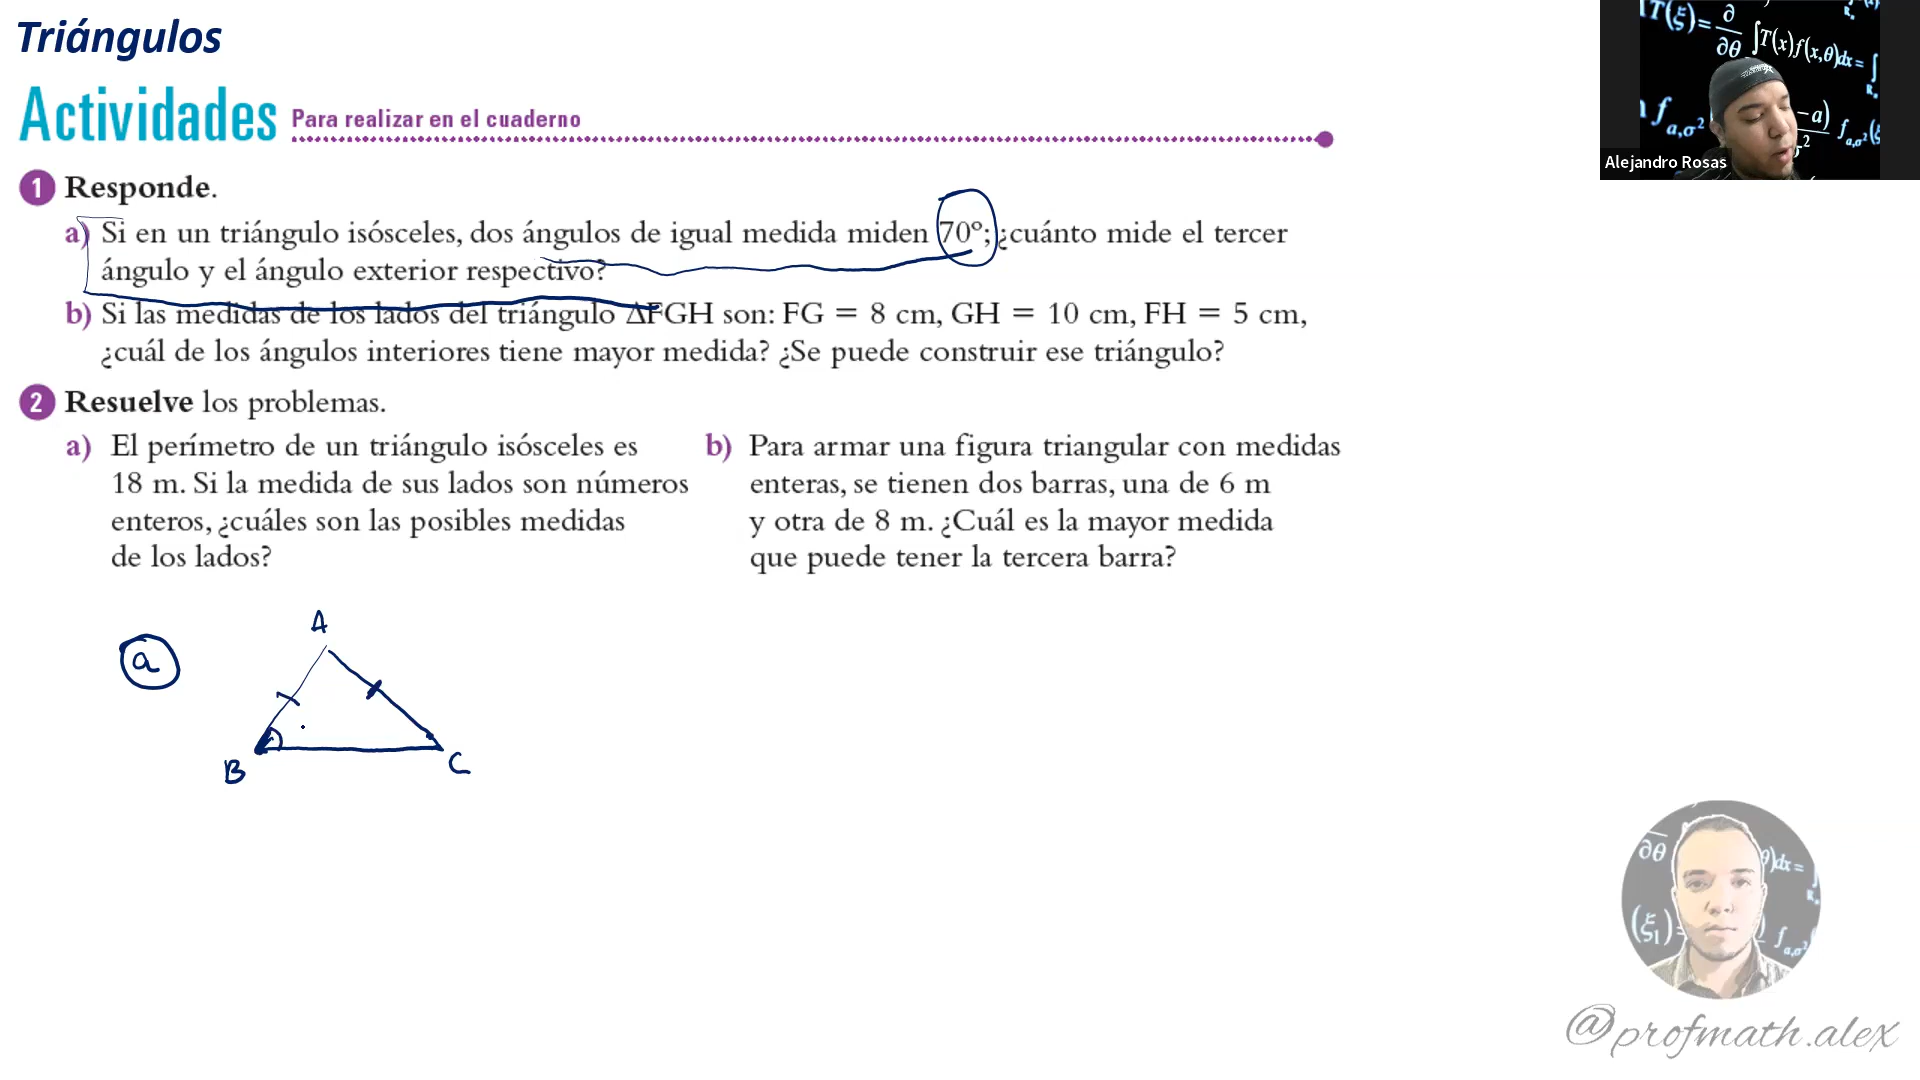 Triángulos
Actividades Para realizar en el cuaderno
1 Responde.
a) Si en un triángulo isósceles, dos ángulos de igual medida miden 70º; ¿cuánto mide el tercer
ángulo y el ángulo exterior respectivo?
b) Si las medidas de los lados del triángulo ΔFGH son: FG = 8 cm, GH = 10 cm, FH = 5 cm,
¿cuál de los ángulos interiores tiene mayor medida? ¿Se puede construir ese triángulo?
2 Resuelve los problemas.
a) El perímetro de un triángulo isósceles es
18 m. Si la medida de sus lados son números
enteros, ¿cuáles son las posibles medidas
de los lados?
b) Para armar una figura triangular con medidas
enteras, se tienen dos barras, una de 6 m
y otra de 8 m. ¿Cuál es la mayor medida
que puede tener la tercera barra?
a
A
B
C
Alejandro Rosas
@profmath.alex